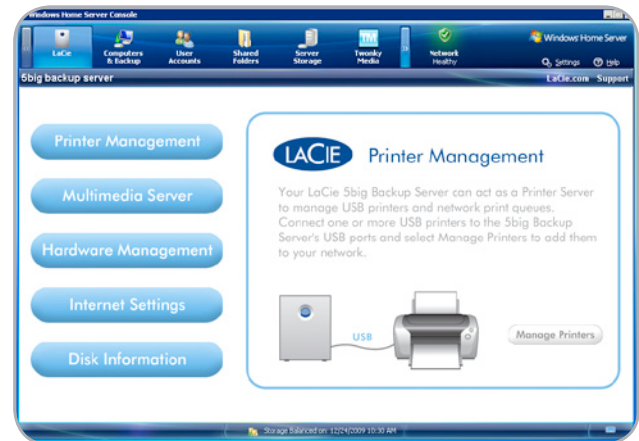 Windows Home Server Console
LaCie
Computers & Backup
User Accounts
Shared Folders
Server Storage
TM
Twonky Media
Network
Healthy
Windows Home Server
Settings
Help
5big backup server
LaCie.com Support
Printer Management
Multimedia Server
Hardware Management
Internet Settings
Disk Information
LACIE Printer Management
Your LaCie 5big Backup Server can act as a Printer Server
to manage USB printers and network print queues.
Connect one or more USB printers to the 5big Backup
Server's USB ports and select Manage Printers to add them
to your network.
USB
Manage Printers
Storage Balanced on: 12/24/2009 10:30 AM